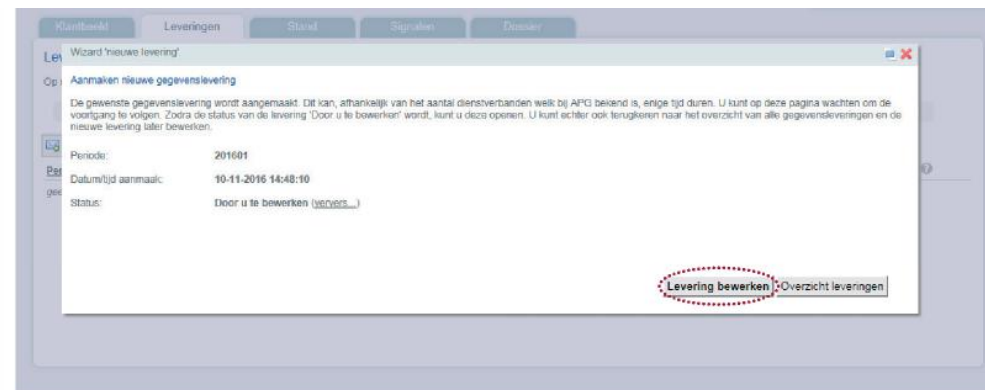 Klantbeeld Leveringen Stand Signalen Dossier
Lev
Wizard 'nieuwe levering'
Op
Aanmaken nieuwe gegevenslevering
De gewenste gegevenslevering wordt aangemaakt. Dit kan, afhankelijk van het aantal dienstverbanden welk bij APG bekend is, enige tijd duren. U kunt op deze pagina wachten om de
voortgang te volgen. Zodra de status van de levering 'Door u te bewerken' wordt, kunt u deze openen. U kunt echter ook terugkeren naar het overzicht van alle gegevensleveringen en de
nieuwe levering later bewerken.
Periode: 201601
Per
Datum/tijd aanmaak: 10-11-2016 14:48:10
gee
Status: Door u te bewerken (ververs...)
Levering bewerken Overzicht leveringen